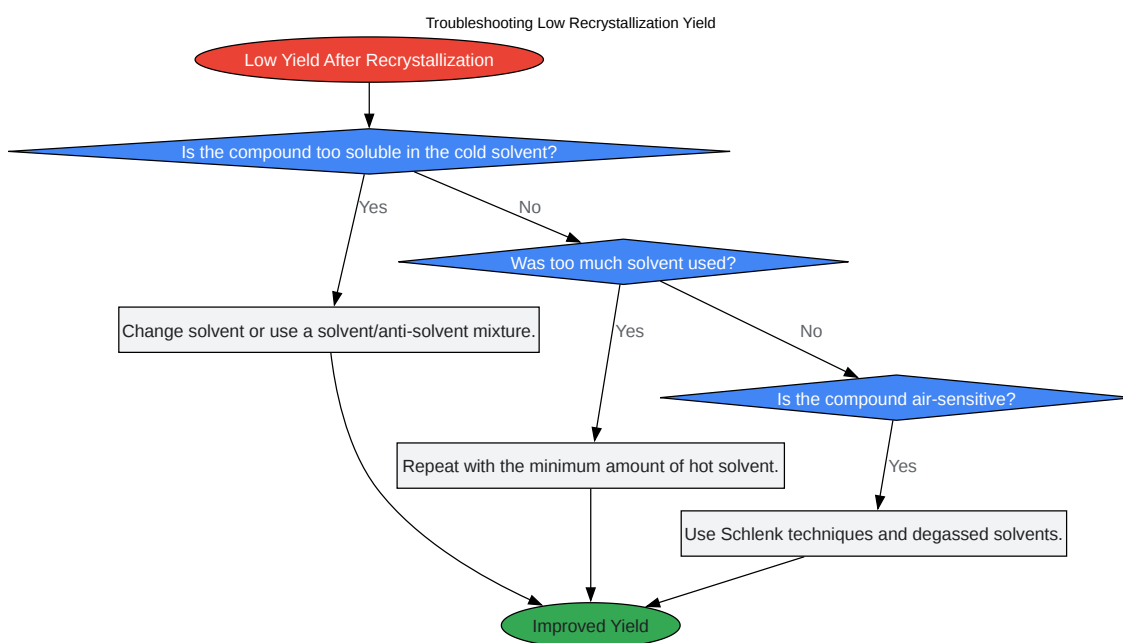 Troubleshooting Low Recrystallization Yield
Low Yield After Recrystallization
Is the compound too soluble in the cold solvent?
Yes
No
Was too much solvent used?
Change solvent or use a solvent/anti-solvent mixture.
Yes
No
Is the compound air-sensitive?
Repeat with the minimum amount of hot solvent.
Yes
Use Schlenk techniques and degassed solvents.
Improved Yield